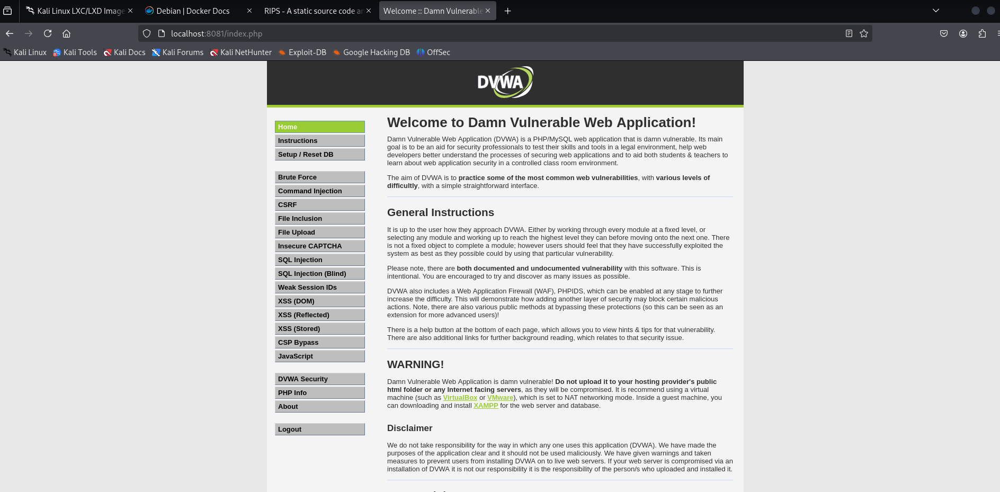 Kali Linux LXC/LXD Image
Debian | Docker Docs
RIPS - A static source code an
Welcome :: Damn Vulnerable
localhost:8081/index.php
Kali Linux
Kali Tools
Kali Docs
Kali Forums
Kali NetHunter
Exploit-DB
Google Hacking DB
OffSec
DVWA
Home
Instructions
Setup / Reset DB
Brute Force
Command Injection
CSRF
File Inclusion
File Upload
Insecure CAPTCHA
SQL Injection
SQL Injection (Blind)
Weak Session IDs
XSS (DOM)
XSS (Reflected)
XSS (Stored)
CSP Bypass
JavaScript
DVWA Security
PHP Info
About
Logout
Welcome to Damn Vulnerable Web Application!
Damn Vulnerable Web Application (DVWA) is a PHP/MySQL web application that is damn vulnerable. Its main
goal is to be an aid for security professionals to test their skills and tools in a legal environment, help web
developers better understand the processes of securing web applications and to aid both students & teachers to
learn about web application security in a controlled class room environment.
The aim of DVWA is to practice some of the most common web vulnerabilities, with various levels of
difficultly, with a simple straightforward interface.
General Instructions
It is up to the user how they approach DVWA. Either by working through every module at a fixed level, or
selecting any module and working up to reach the highest level they can before moving onto the next one. There
is not a fixed object to complete a module; however users should feel that they have successfully exploited the
system as best as they possible could by using that particular vulnerability.
Please note, there are both documented and undocumented vulnerability with this software. This is
intentional. You are encouraged to try and discover as many issues as possible.
DVWA also includes a Web Application Firewall (WAF), PHPIDS, which can be enabled at any stage to further
increase the difficulty. This will demonstrate how adding another layer of security may block certain malicious
actions. Note, there are also various public methods at bypassing these protections (so this can be seen as an
extension for more advanced users)!
There is a help button at the bottom of each page, which allows you to view hints & tips for that vulnerability.
There are also additional links for further background reading, which relates to that security issue.
WARNING!
Damn Vulnerable Web Application is damn vulnerable! Do not upload it to your hosting provider's public
html folder or any Internet facing servers, as they will be compromised. It is recommend using a virtual
machine (such as VirtualBox or VMware), which is set to NAT networking mode. Inside a guest machine, you
can downloading and install XAMPP for the web server and database.
Disclaimer
We do not take responsibility for the way in which any one uses this application (DVWA). We have made the
purposes of the application clear and it should not be used maliciously. We have given warnings and taken
measures to prevent users from installing DVWA on to live web servers. If your web server is compromised via an
installation of DVWA it is not our responsibility it is the responsibility of the person/s who uploaded and installed it.